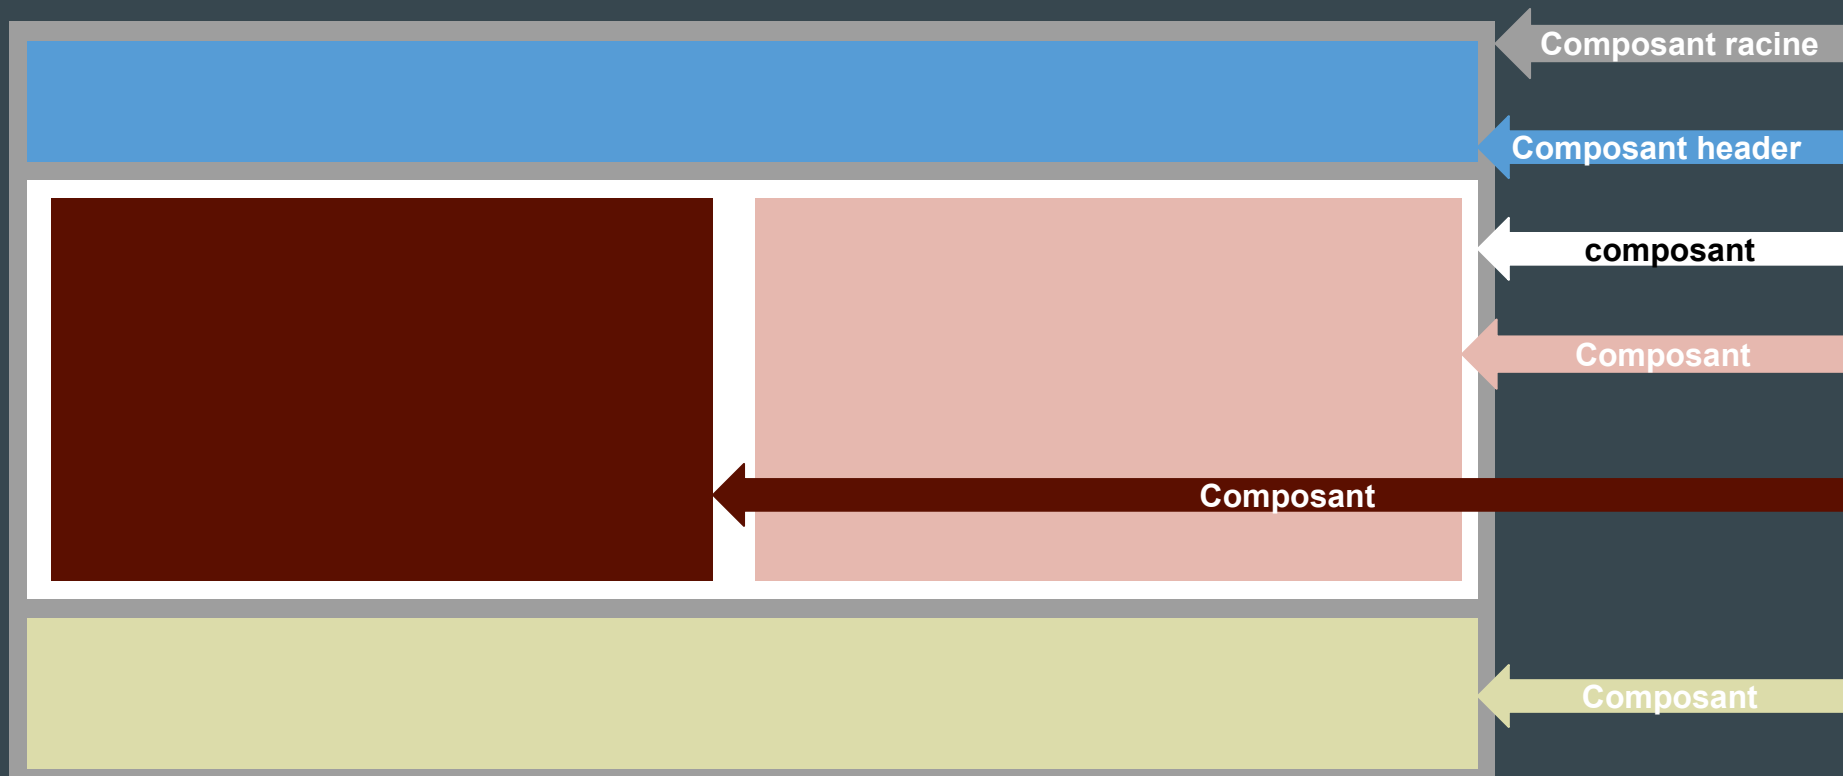 Composant racine
Composant header
composant
Composant
Composant
Composant